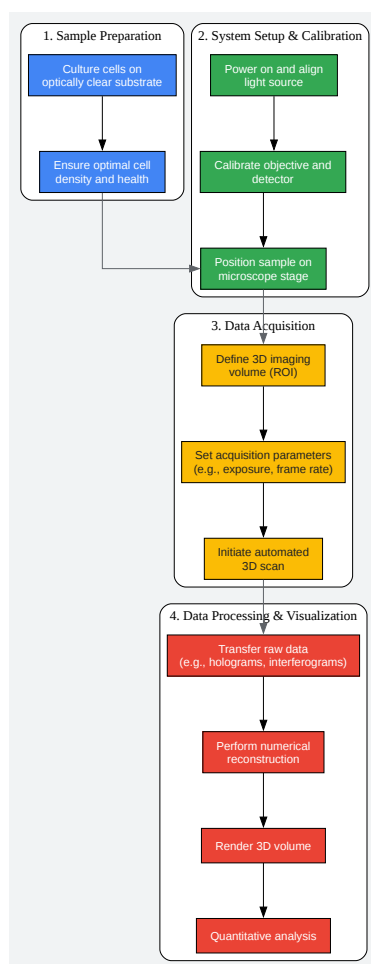 1. Sample Preparation
Culture cells on
optically clear substrate
Ensure optimal cell
density and health
2. System Setup & Calibration
Power on and align
light source
Calibrate objective and
detector
Position sample on
microscope stage
3. Data Acquisition
Define 3D imaging
volume (ROI)
Set acquisition parameters
(e.g., exposure, frame rate)
Initiate automated
3D scan
4. Data Processing & Visualization
Transfer raw data
(e.g., holograms, interferograms)
Perform numerical
reconstruction
Render 3D volume
Quantitative analysis